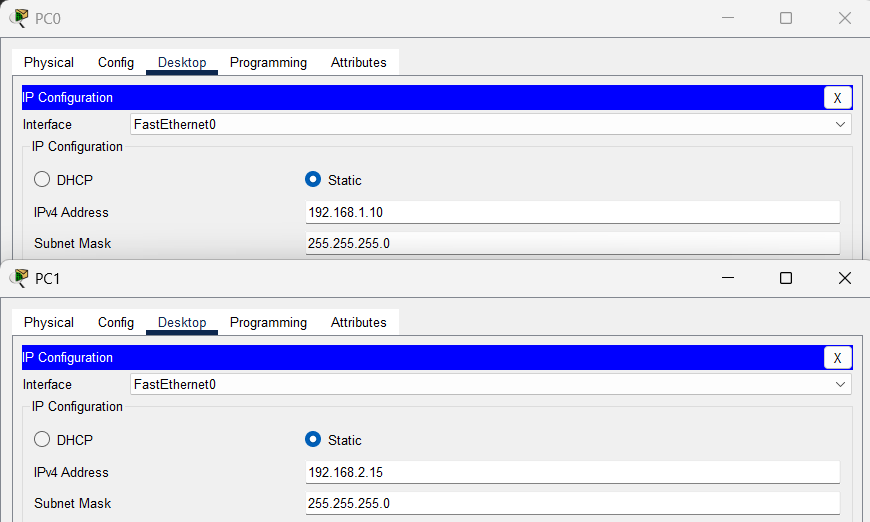 PC0
Physical Config Desktop Programming Attributes
IP Configuration X
Interface FastEthernet0
IP Configuration
DHCP Static
IPv4 Address 192.168.1.10
Subnet Mask 255.255.255.0
PC1
Physical Config Desktop Programming Attributes
IP Configuration X
Interface FastEthernet0
IP Configuration
DHCP Static
IPv4 Address 192.168.2.15
Subnet Mask 255.255.255.0